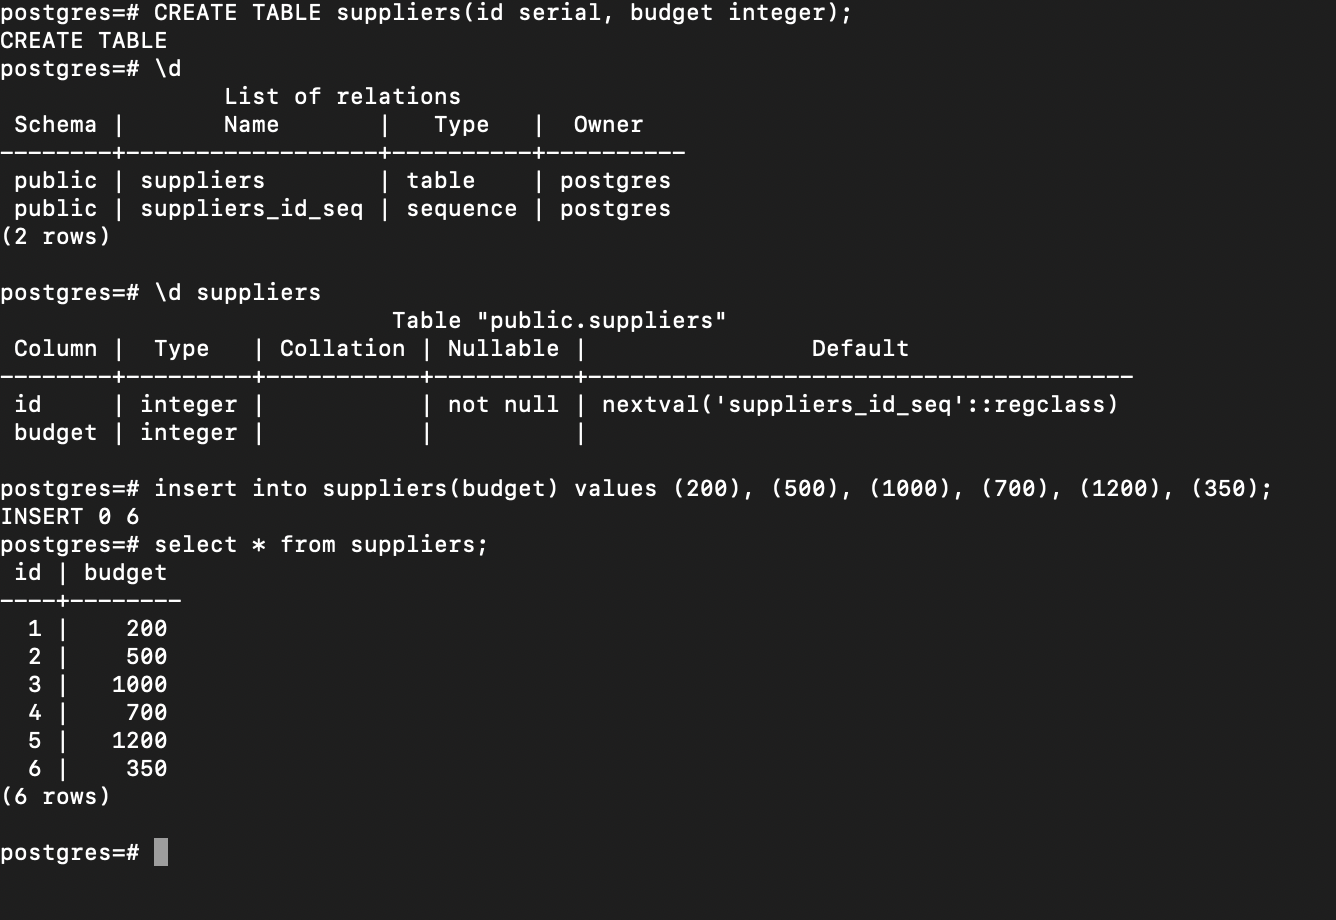 postgres=# CREATE TABLE suppliers(id serial, budget integer);
CREATE TABLE
postgres=# \d
                List of relations
 Schema |       Name       |   Type   |  Owner
--------+------------------+----------+----------
 public | suppliers        | table    | postgres
 public | suppliers_id_seq | sequence | postgres
(2 rows)

postgres=# \d suppliers
                            Table "public.suppliers"
 Column |  Type   | Collation | Nullable |                Default
--------+---------+-----------+----------+---------------------------------------
 id     | integer |           | not null | nextval('suppliers_id_seq'::regclass)
 budget | integer |           |          |

postgres=# insert into suppliers(budget) values (200), (500), (1000), (700), (1200), (350);
INSERT 0 6
postgres=# select * from suppliers;
 id | budget
----+--------
  1 |    200
  2 |    500
  3 |   1000
  4 |    700
  5 |   1200
  6 |    350
(6 rows)

postgres=#